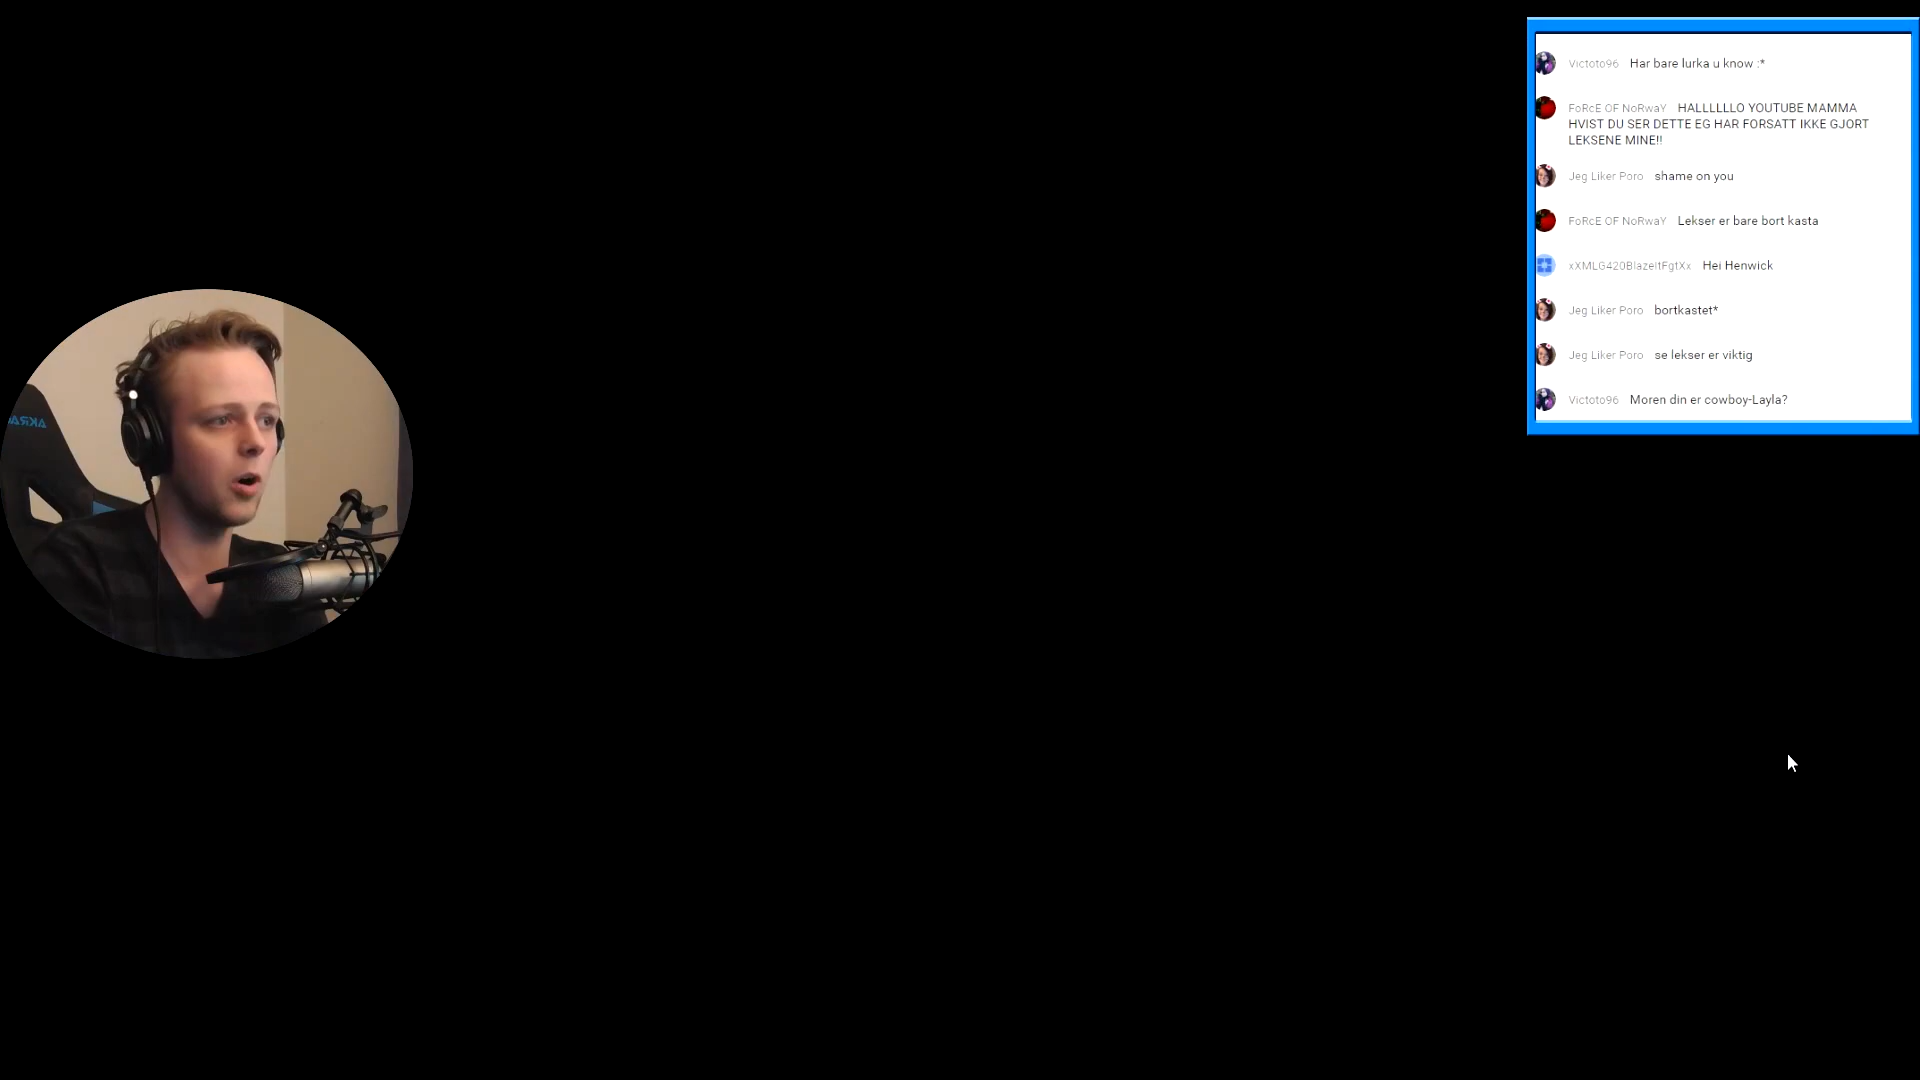 Victoto96 Har bare lurka u know :*
FoRcE OF NoRwaY HALLLLLLO YOUTUBE MAMMA
HVIST DU SER DETTE EG HAR FORSATT IKKE GJORT
LEKSENE MINE!!
Jeg Liker Poro shame on you
FoRcE OF NoRwaY Lekser er bare bort kasta
xXMLG420BlazeItFgtXx Hei Henwick
Jeg Liker Poro bortkastet*
Jeg Liker Poro se lekser er viktig
Victoto96 Moren din er cowboy-Layla?